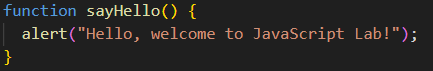 function sayHello() {
  alert("Hello, welcome to JavaScript Lab!");
}